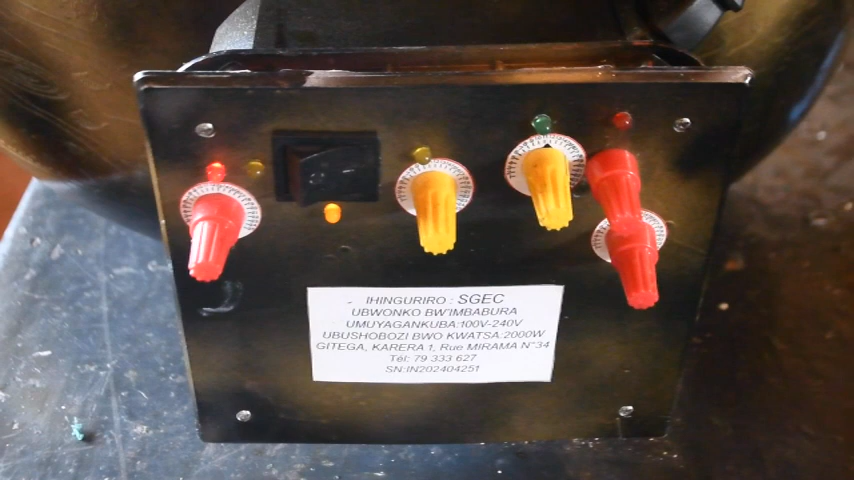 - IHINGURIRO : SGEC
UBWONKO BW'IMBABURA
UMUYAGANKUBA:100V-240V
UBUSHOBOZI BWO KWATSA:2000W
GITEGA, KARERA 1, Rue MIRAMA N°34
Tél: 79 333 627
SN:IN202404251